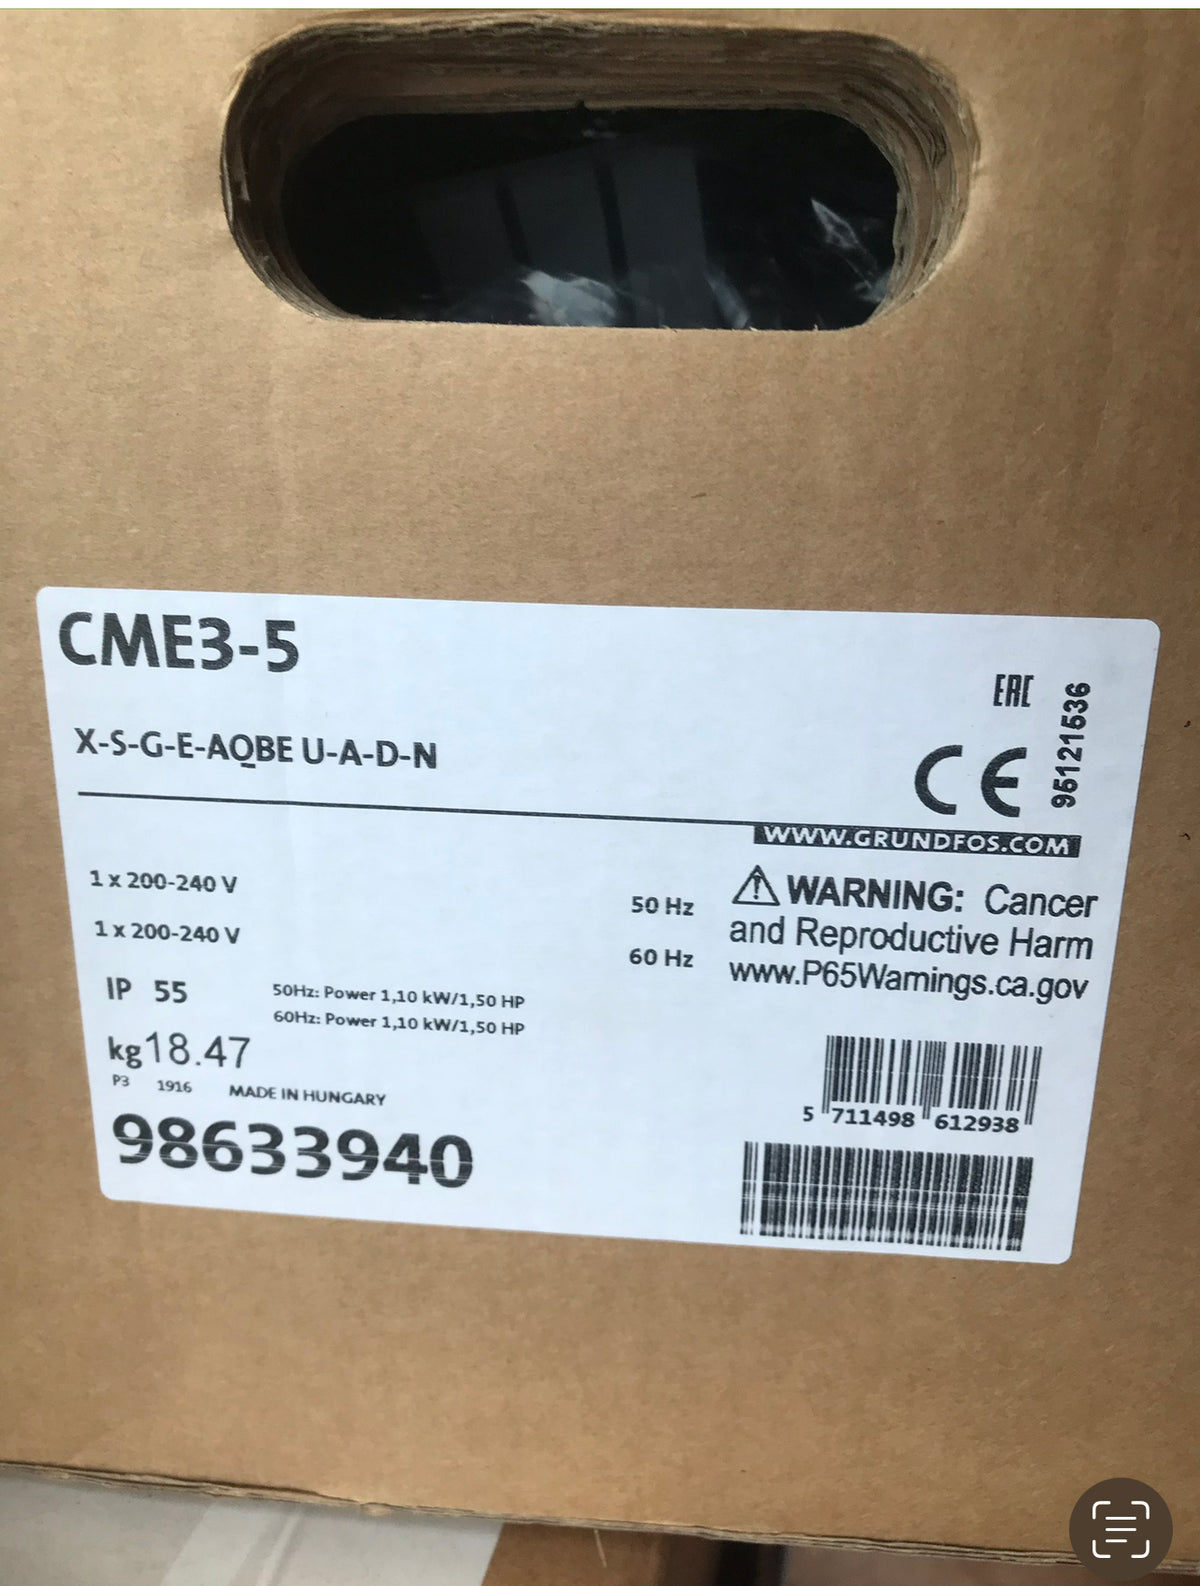 CME3-5
X-S-G-E-AQBE U-A-D-N
EAC
CE
95121536
WWW.GRUNDFOS.COM
1 x 200-240 V
50 Hz
1 x 200-240 V
60 Hz
WARNING: Cancer
and Reproductive Harm
www.P65Warnings.ca.gov
IP 55
50Hz: Power 1,10 kW/1,50 HP
60Hz: Power 1,10 kW/1,50 HP
kg18.47
P3 1916 MADE IN HUNGARY
98633940
5 711498 612938